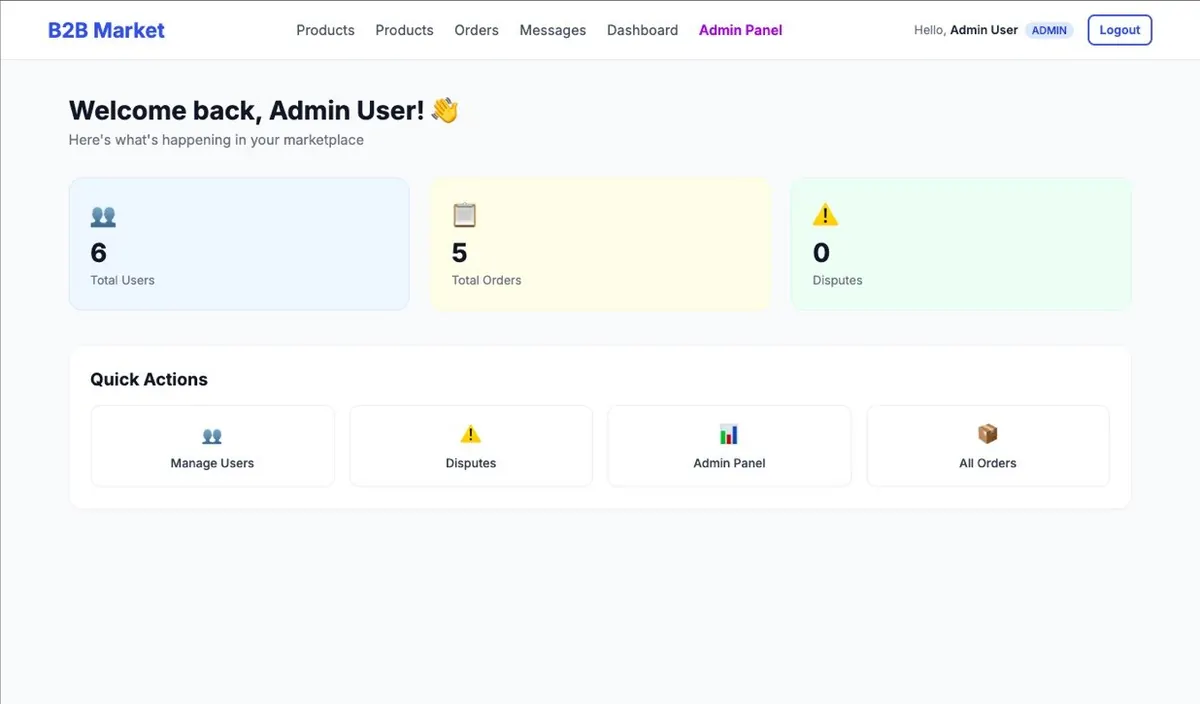 B2B Market
Products Products Orders Messages Dashboard Admin Panel
Hello, Admin User ADMIN Logout
Welcome back, Admin User! 👋
Here's what's happening in your marketplace
6
Total Users
5
Total Orders
0
Disputes
Quick Actions
Manage Users
Disputes
Admin Panel
All Orders